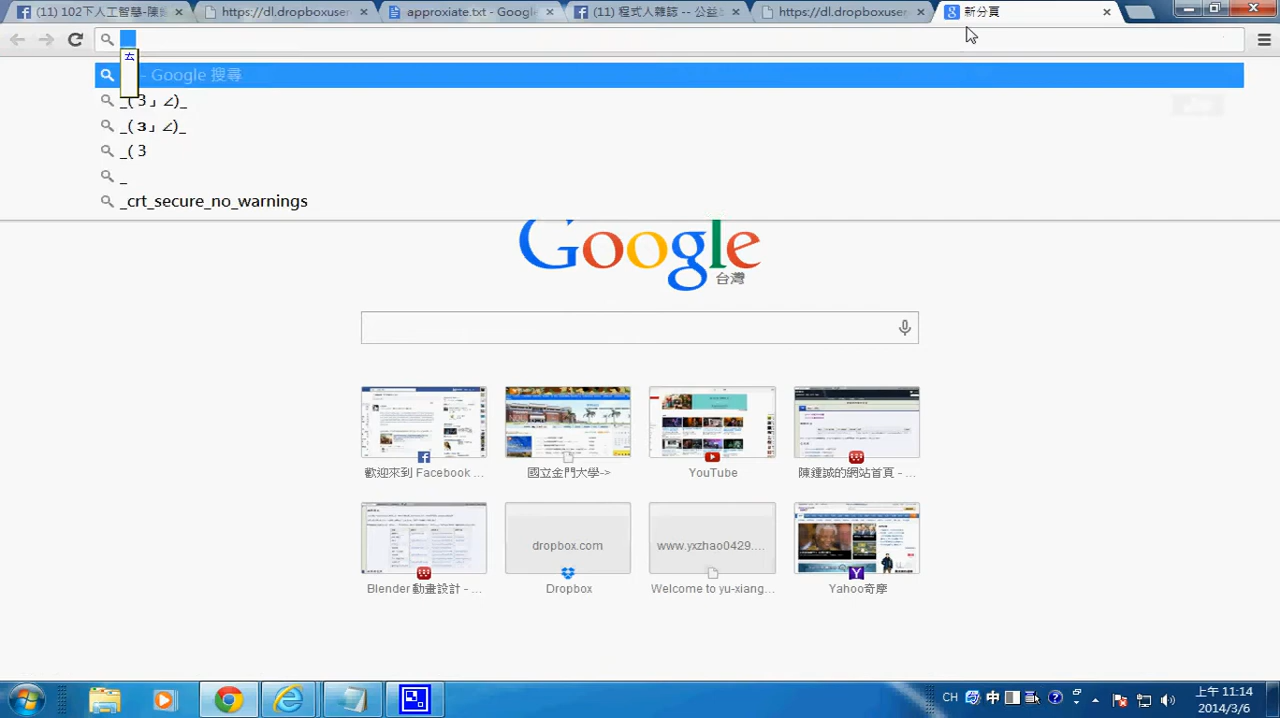 (11) 102下人工智慧-陳鍾
https://dl.dropboxuser
approxiate.txt - Google
(11) 程式人雜誌 -- 公益
https://dl.dropboxuser
新分頁
ㄊ
- Google 搜尋
_( 3」∠)_
_( 3」∠)_
_( 3
_
_crt_secure_no_warnings
Google
台灣
歡迎來到 Facebook ...
國立金門大學->
YouTube
陳鍾誠的網站首頁 - ...
dropbox.com
www.yxzhao0429....
Blender 動畫設計 - ...
Dropbox
Welcome to yu-xiang...
Yahoo奇摩
CH
中
上午 11:14
2014/3/6